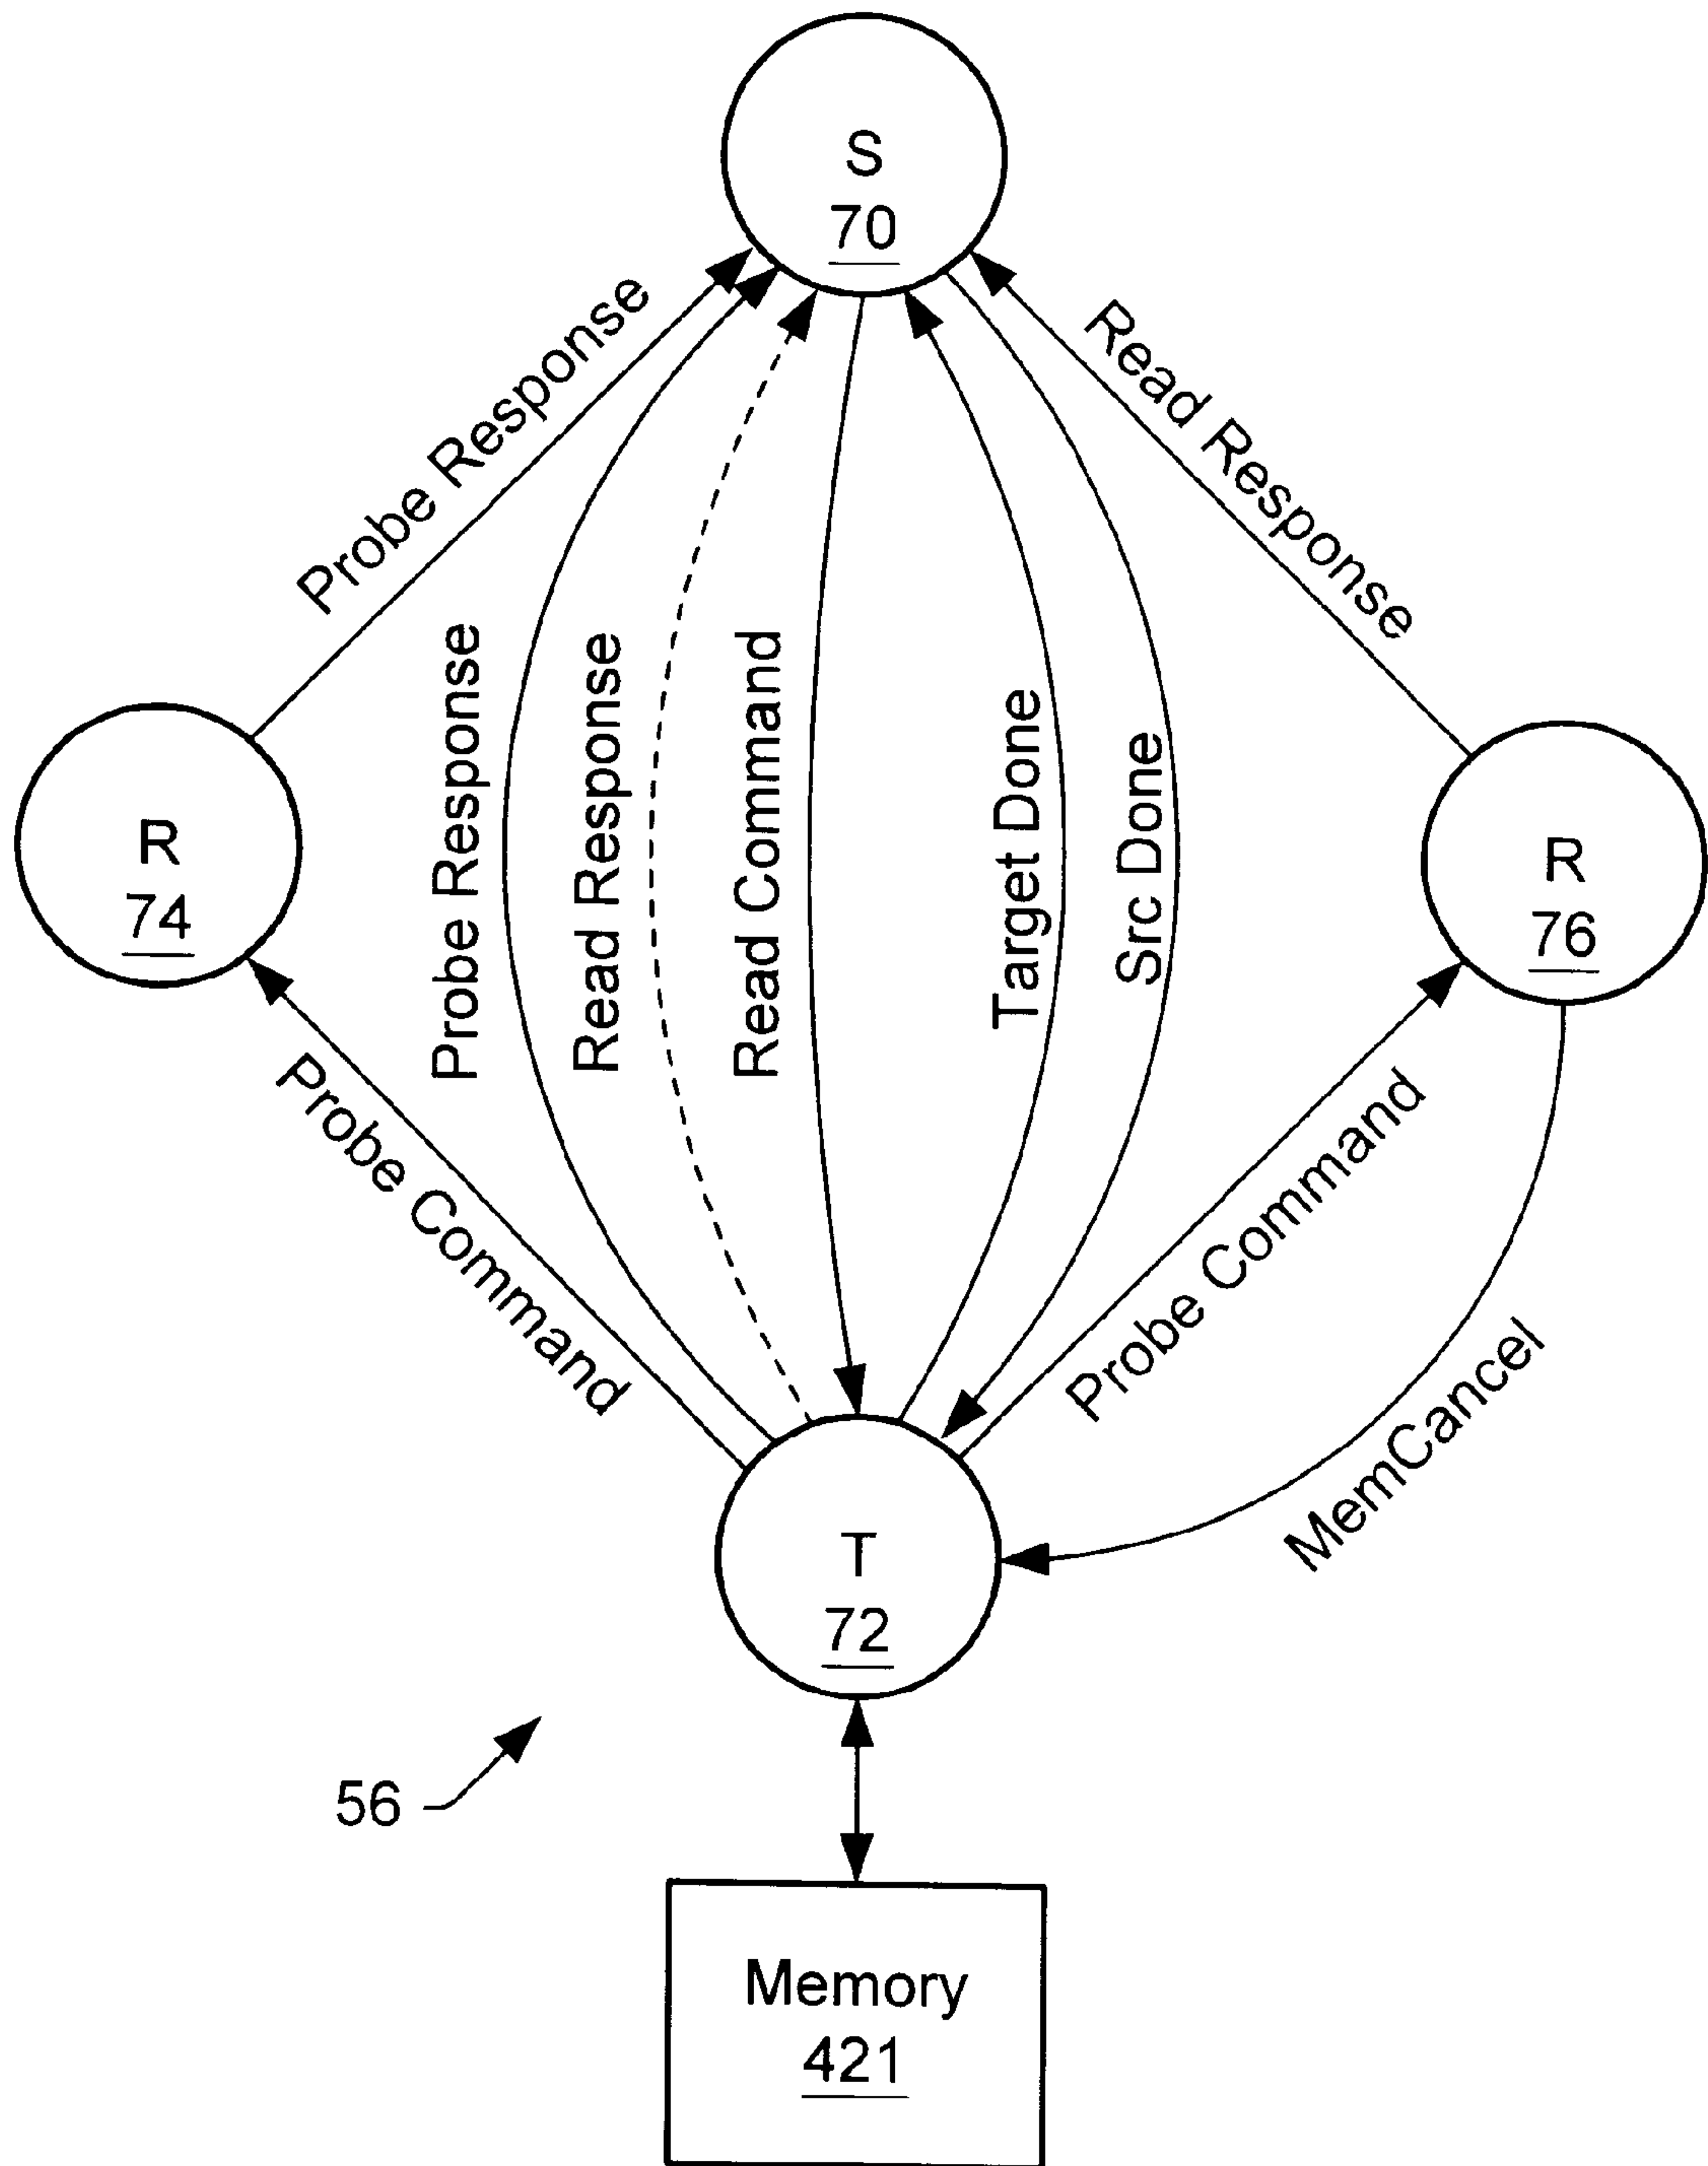 S
70
Probe Response
Read Response
R
74
Probe Response
Read Response
Read Command
Target Done
Src Done
R
76
Probe Command
Probe Command
MemCancel
T
72
56
Memory
421